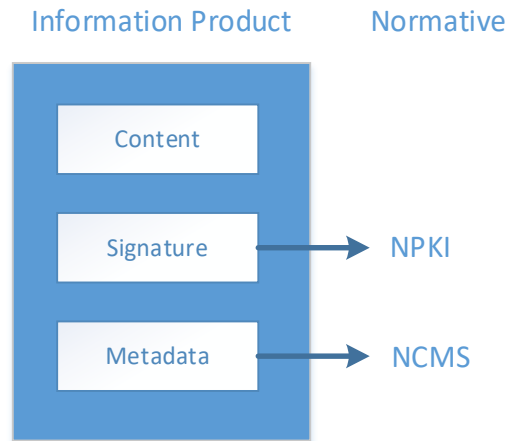 Information Product
Normative
Content
Signature
NPKI
Metadata
NCMS